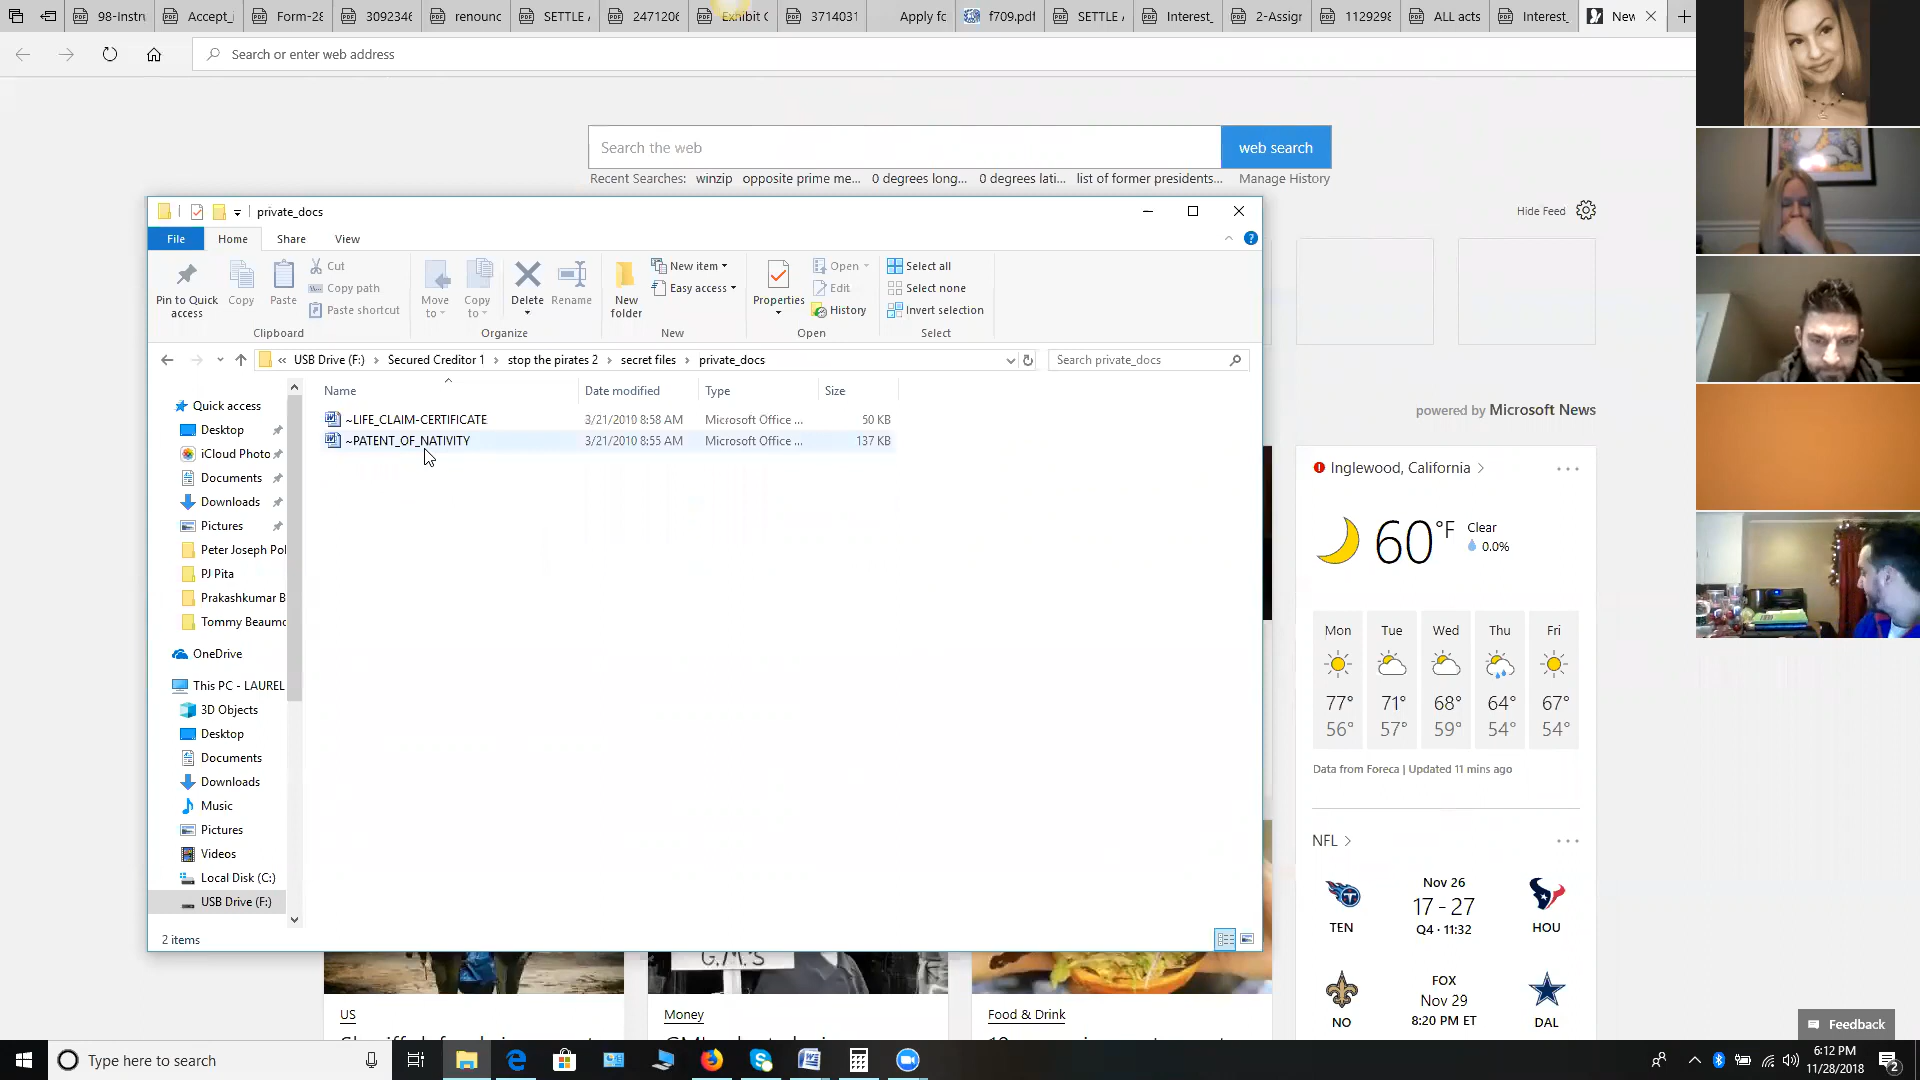 98-Instru
Accept_i
Form-28
3092346
renounc
SETTLE A
2471206
Exhibit C
3714031
Apply fo
f709.pdf
SETTLE A
Interest_
2-Assign
1129298
ALL acts
Interest_
New
Search or enter web address
Search the web
web search
Recent Searches: winzip opposite prime me... 0 degrees long... 0 degrees lati... list of former presidents... Manage History
Hide Feed
private_docs
File Home Share View
Pin to Quick access
Copy
Paste
Cut
Copy path
Paste shortcut
Clipboard
Move to
Copy to
Delete
Rename
Organize
New folder
New item
Easy access
New
Properties
Open
Edit
History
Open
Select all
Select none
Invert selection
Select
« USB Drive (F:) > Secured Creditor 1 > stop the pirates 2 > secret files > private_docs
Search private_docs
Name Date modified Type Size
~LIFE_CLAIM-CERTIFICATE 3/21/2010 8:58 AM Microsoft Office ... 50 KB
~PATENT_OF_NATIVITY 3/21/2010 8:55 AM Microsoft Office ... 137 KB
Quick access
Desktop
iCloud Photo
Documents
Downloads
Pictures
Peter Joseph Pol
PJ Pita
Prakashkumar B
Tommy Beaumo
OneDrive
This PC - LAUREL
3D Objects
Desktop
Documents
Downloads
Music
Pictures
Videos
Local Disk (C:)
USB Drive (F:)
2 items
powered by Microsoft News
Inglewood, California
60 °F Clear
0.0%
Mon Tue Wed Thu Fri
77° 71° 68° 64° 67°
56° 57° 59° 54° 54°
Data from Foreca | Updated 11 mins ago
NFL
Nov 26
17 - 27
Q4 · 11:32
TEN
HOU
FOX
Nov 29
8:20 PM ET
NO
DAL
G.M.'S
US
Money
Food & Drink
Feedback
Type here to search
6:12 PM
11/28/2018
2